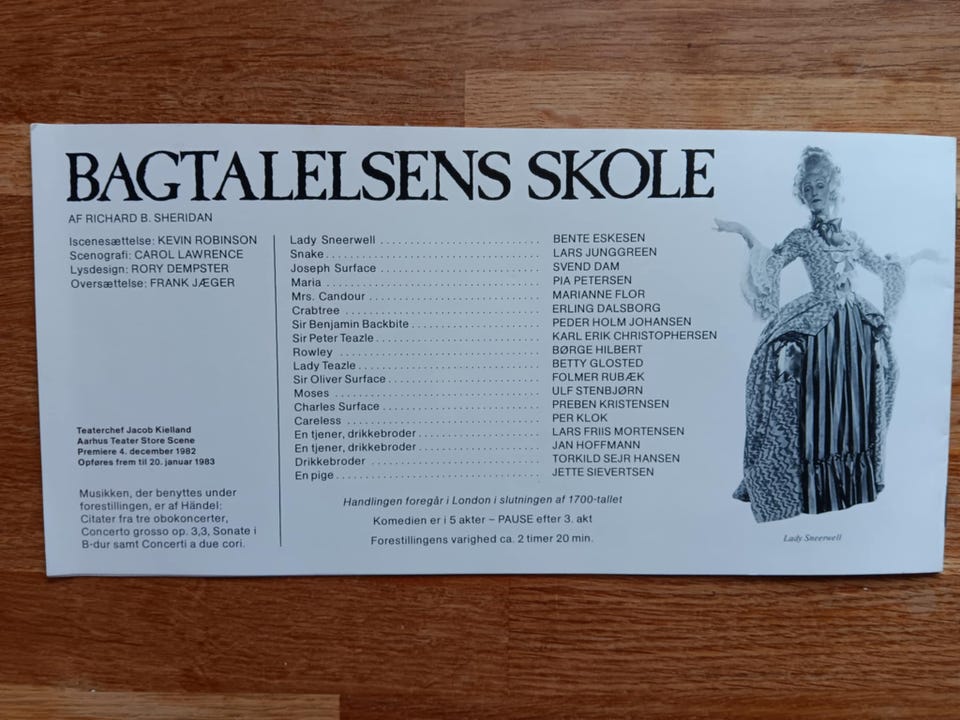 BAGTALELSENS SKOLE
AF RICHARD B. SHERIDAN
Iscenesættelse: KEVIN ROBINSON
Scenografi: CAROL LAWRENCE
Lysdesign: RORY DEMPSTER
Oversættelse: FRANK JÆGER
Teaterchef Jacob Kielland
Aarhus Teater Store Scene
Premiere 4. december 1982
Opføres frem til 20. januar 1983
Musikken, der benyttes under
forestillingen, er af Händel:
Citater fra tre obokoncerter,
Concerto grosso op. 3,3, Sonate i
B-dur samt Concerti a due cori.
Lady Sneerwell . . . . . . . . . . BENTE ESKESEN
Snake . . . . . . . . . . LARS JUNGGREEN
Joseph Surface . . . . . . . . . . SVEND DAM
Maria . . . . . . . . . . PIA PETERSEN
Mrs. Candour . . . . . . . . . . MARIANNE FLOR
Crabtree . . . . . . . . . . ERLING DALSBORG
Sir Benjamin Backbite . . . . . . . . . . PEDER HOLM JOHANSEN
Sir Peter Teazle . . . . . . . . . . KARL ERIK CHRISTOPHERSEN
Rowley . . . . . . . . . . BØRGE HILBERT
Lady Teazle . . . . . . . . . . BETTY GLOSTED
Sir Oliver Surface . . . . . . . . . . FOLMER RUBÆK
Moses . . . . . . . . . . ULF STENBJØRN
Charles Surface . . . . . . . . . . PREBEN KRISTENSEN
Careless . . . . . . . . . . PER KLOK
En tjener, drikkebroder . . . . . . . . . . LARS FRIIS MORTENSEN
En tjener, drikkebroder . . . . . . . . . . JAN HOFFMANN
Drikkebroder . . . . . . . . . . TORKILD SEJR HANSEN
En pige . . . . . . . . . . JETTE SIEVERTSEN
Handlingen foregår i London i slutningen af 1700-tallet
Komedien er i 5 akter – PAUSE efter 3. akt
Forestillingens varighed ca. 2 timer 20 min.
Lady Sneerwell